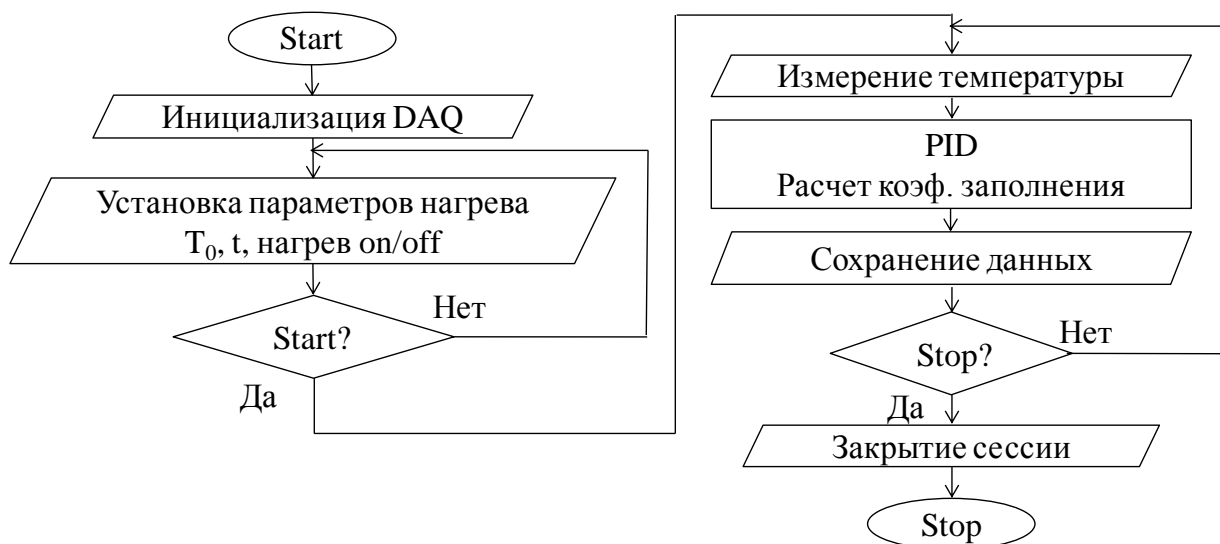 Start
Инициализация DAQ
Установка параметров нагрева
T₀, t, нагрев on/off
Start?
Нет
Да
Измерение температуры
PID
Расчет коэф. заполнения
Сохранение данных
Stop?
Нет
Да
Закрытие сессии
Stop